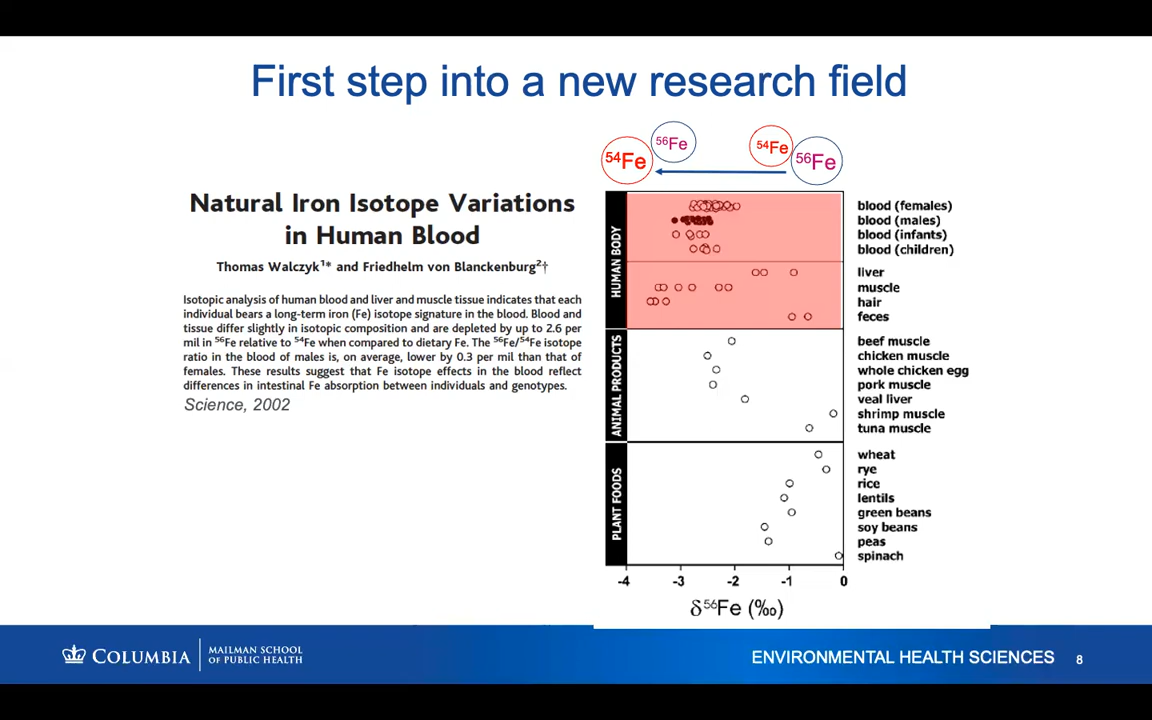 First step into a new research field
⁵⁴Fe ⁵⁶Fe ⁵⁴Fe ⁵⁶Fe
Natural Iron Isotope Variations
in Human Blood
Thomas Walczyk¹* and Friedhelm von Blanckenburg²†
Isotopic analysis of human blood and liver and muscle tissue indicates that each
individual bears a long-term iron (Fe) isotope signature in the blood. Blood and
tissue differ slightly in isotopic composition and are depleted by up to 2.6 per
mil in ⁵⁶Fe relative to ⁵⁴Fe when compared to dietary Fe. The ⁵⁶Fe/⁵⁴Fe isotope
ratio in the blood of males is, on average, lower by 0.3 per mil than that of
females. These results suggest that Fe isotope effects in the blood reflect
differences in intestinal Fe absorption between individuals and genotypes.
Science, 2002
HUMAN BODY
blood (females)
blood (males)
blood (infants)
blood (children)
liver
muscle
hair
feces
ANIMAL PRODUCTS
beef muscle
chicken muscle
whole chicken egg
pork muscle
veal liver
shrimp muscle
tuna muscle
PLANT FOODS
wheat
rye
rice
lentils
green beans
soy beans
peas
spinach
-4 -3 -2 -1 0
δ⁵⁶Fe (‰)
COLUMBIA
MAILMAN SCHOOL
OF PUBLIC HEALTH
ENVIRONMENTAL HEALTH SCIENCES 8